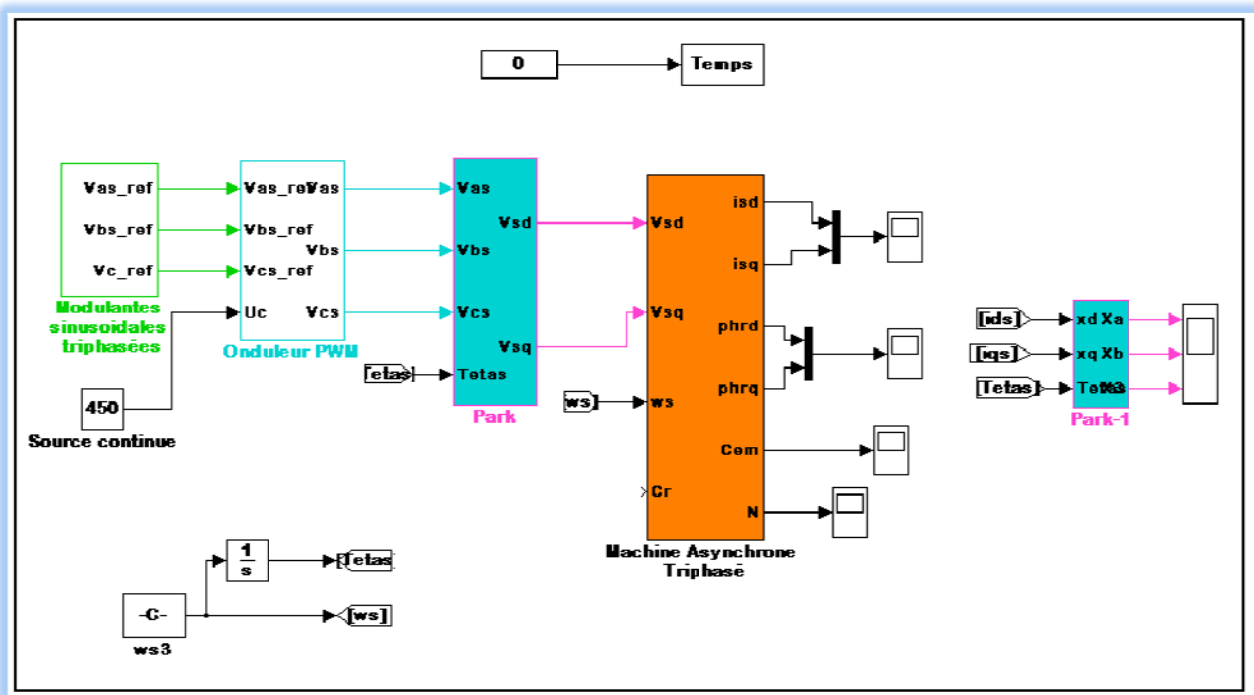 0
Temps
Vas_ref
Vbs_ref
Vc_ref
Modulantes
sinusoidales
triphasées
Vas_ref
Vas
Vbs_ref
Vbs
Vcs_ref
Uc
Vcs
Onduleur PWM
450
Source continue
Vas
Vsd
Vbs
Vcs
Vsq
Tetas
Park
Tetas
Vsd
Vsq
ws
Cr
isd
isq
phrd
phrq
Cem
N
Machine Asynchrone
Triphasé
ws]
[ids]
[iqs]
[Tetas]
xd Xa
xq Xb
Park-1
1
s
[Tetas
-C-
[ws]
ws3